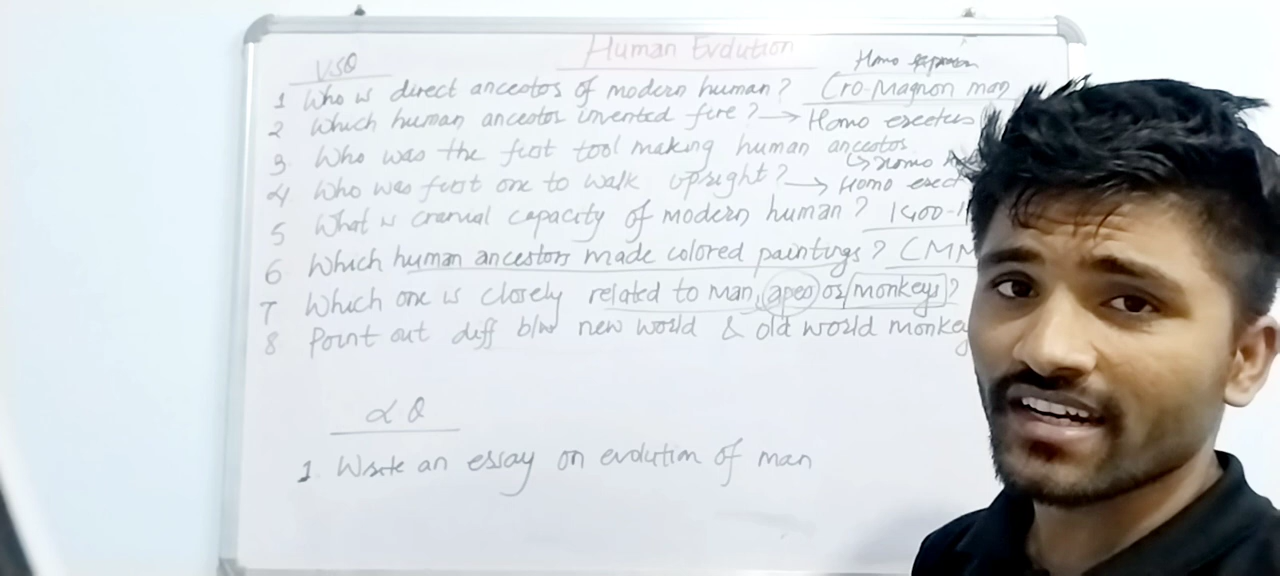 Human Evolution
VSQ
Homo
1 Who is direct ancestos of modern human? Cro-Magnon man
2 Which human ancestos invented fire? → Homo erectus
3 Who was the first tool making human ancestos
↳ Homo
4 Who was first one to walk upright? → Homo erect
5 What is cranial capacity of modern human? 1400-1
6 Which human ancestors made colored paintings? CMM
7 Which one is closely related to man, apes or monkeys?
8 Point out diff b/w new world & old world monkey
LQ
1. Write an essay on evolution of man